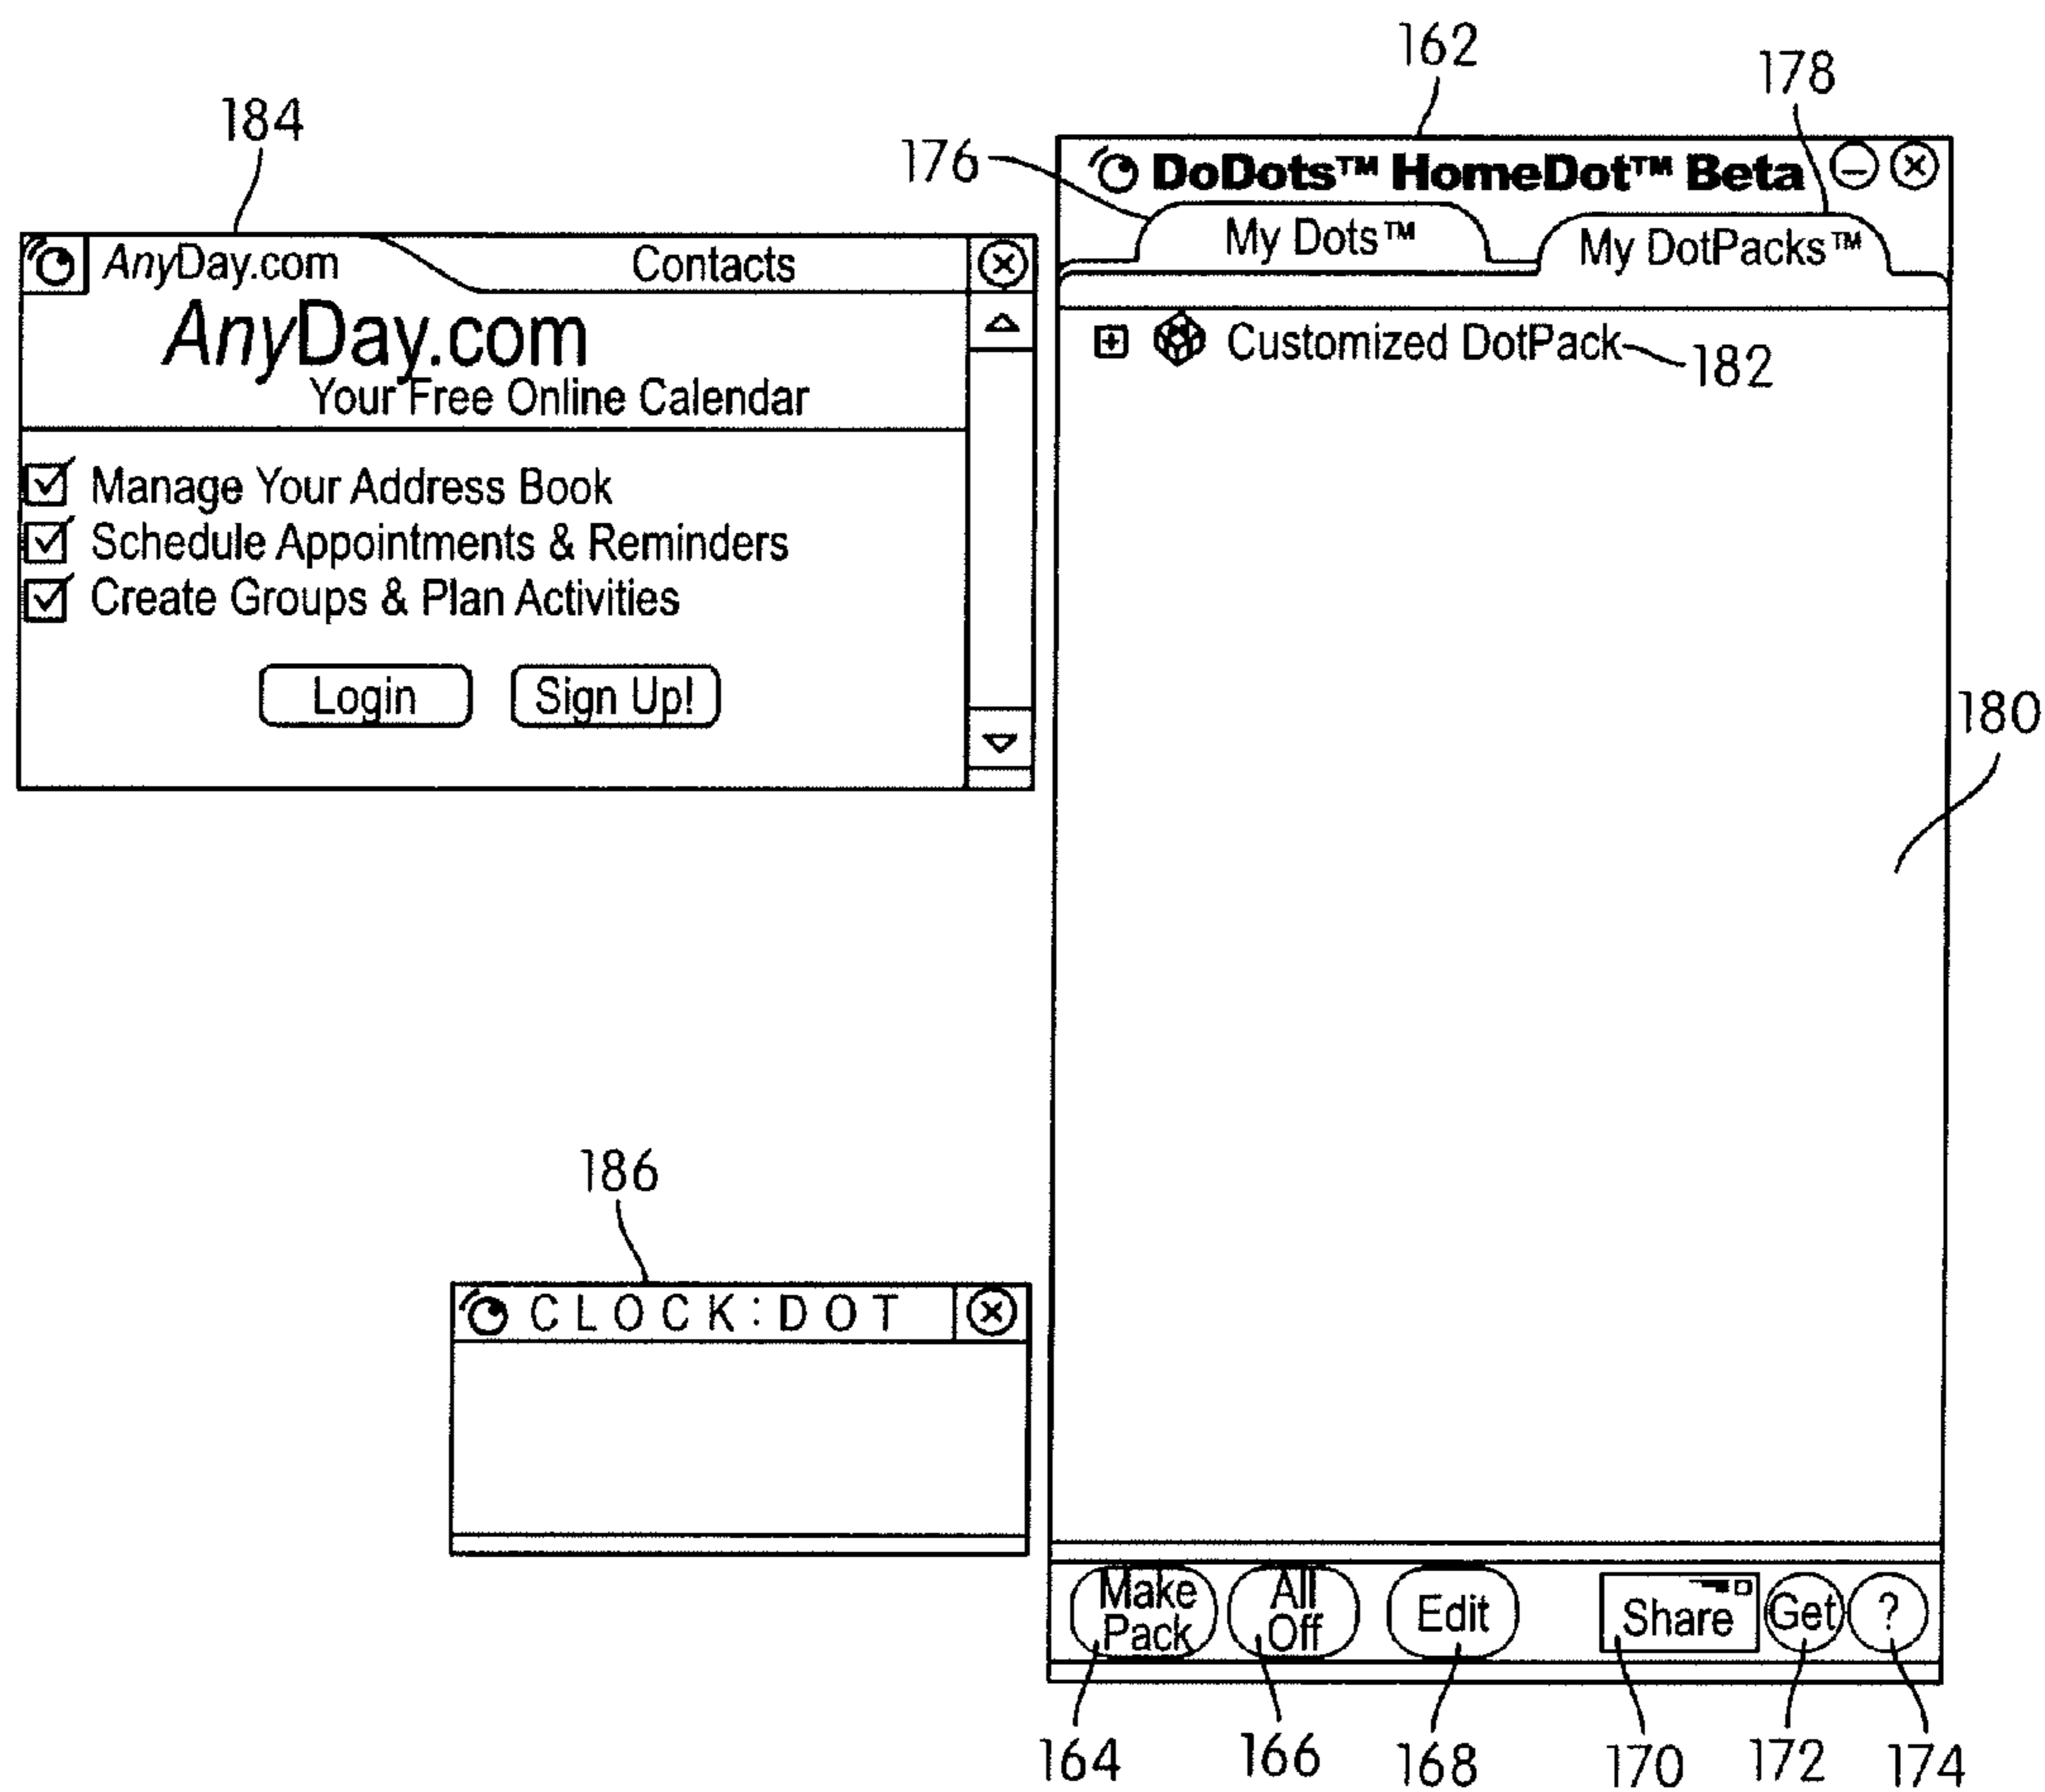 162
178
184
176
DoDots™ HomeDot™ Beta
My Dots™
My DotPacks™
AnyDay.com
Contacts
AnyDay.com
Your Free Online Calendar
Customized DotPack
182
Manage Your Address Book
Schedule Appointments & Reminders
Create Groups & Plan Activities
Login
Sign Up!
180
186
CLOCK:DOT
Make
Pack
All
Off
Edit
Share
Get
?
164
166
168
170
172
174